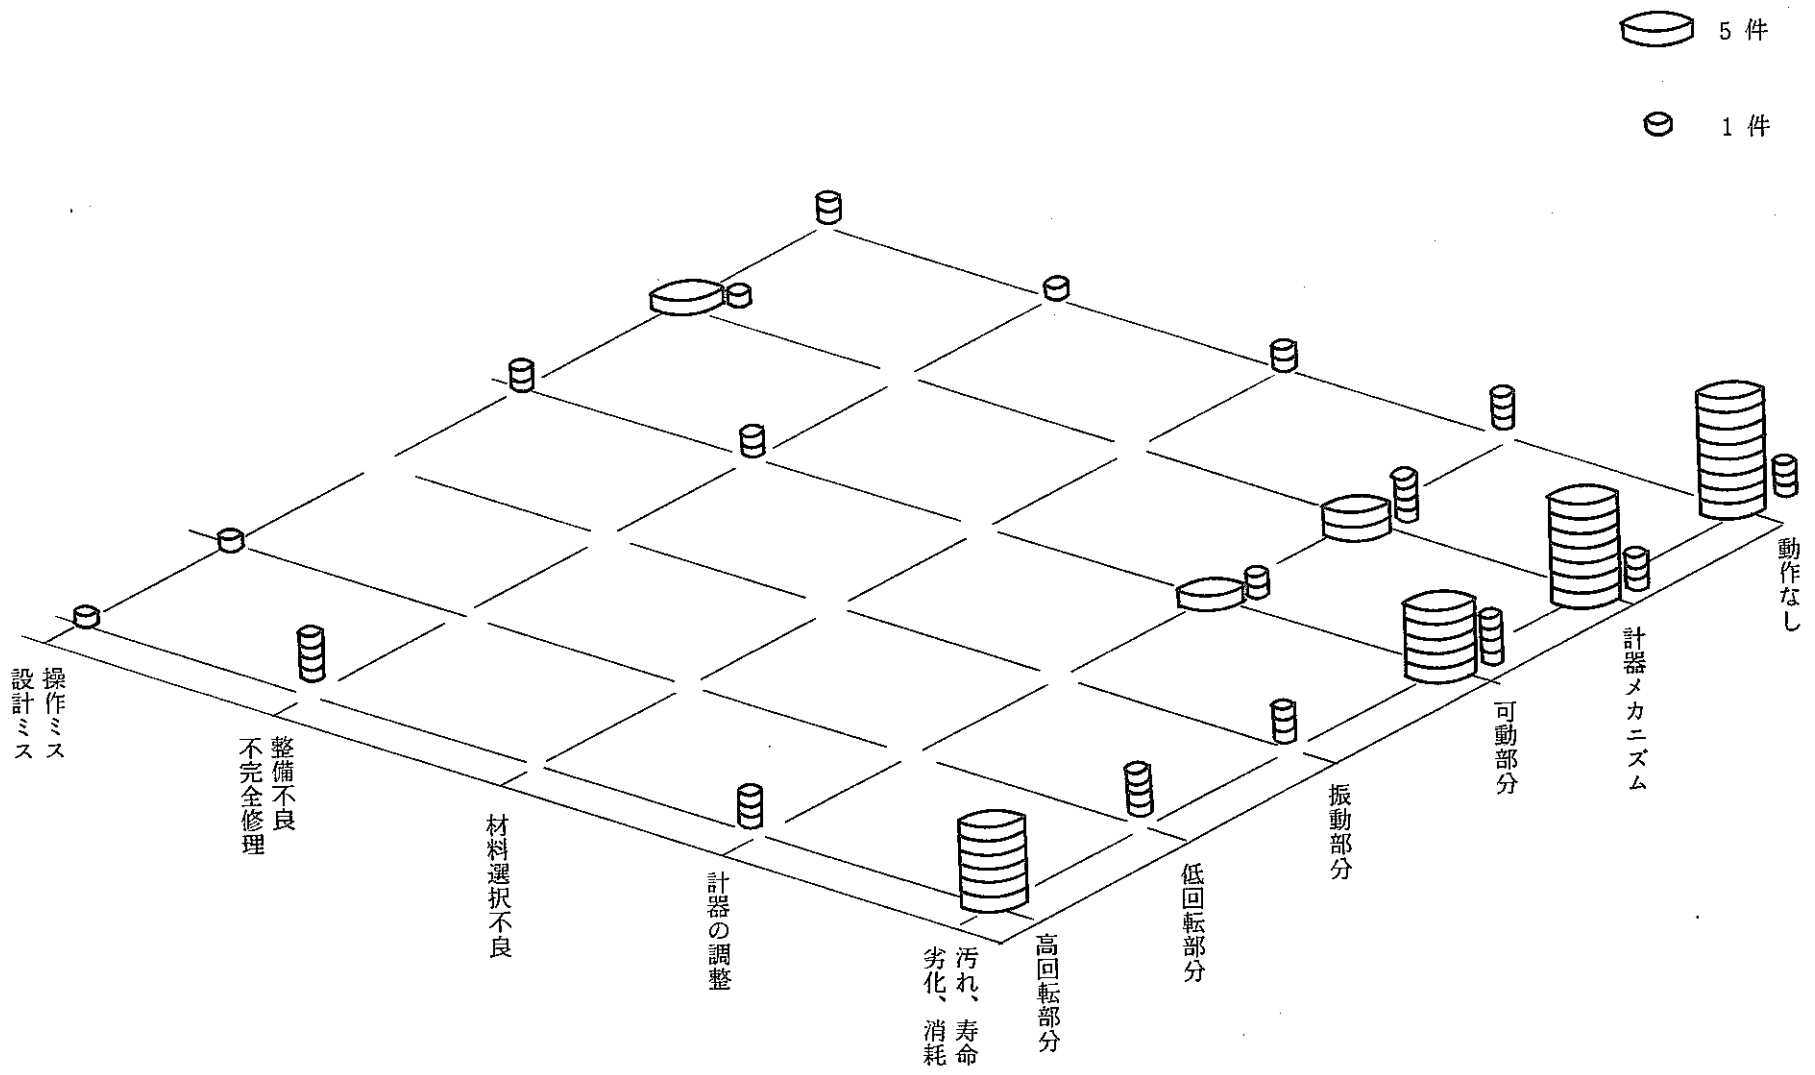 5 件
1 件
操作ミス
設計ミス
整備不良
不完全修理
材料選択不良
計器の調整
汚れ、寿命
劣化、消耗
高回転部分
低回転部分
振動部分
可動部分
計器メカニズム
動作なし